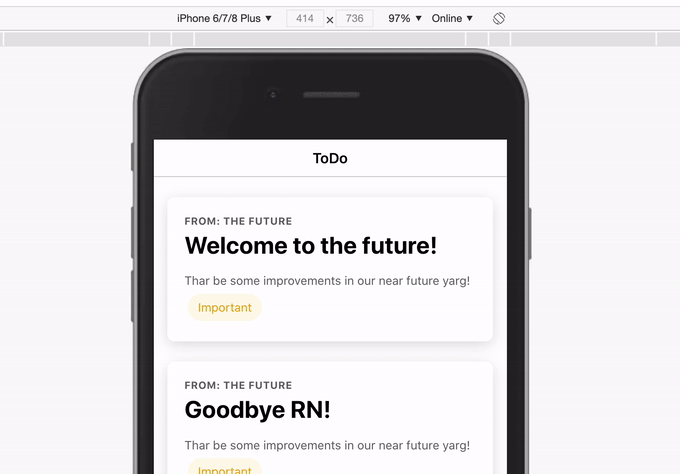 iPhone 6/7/8 Plus ▼ 414 × 736 97% ▼ Online ▼
ToDo
FROM: THE FUTURE
Welcome to the future!
Thar be some improvements in our near future yarg!
Important
FROM: THE FUTURE
Goodbye RN!
Thar be some improvements in our near future yarg!
Important